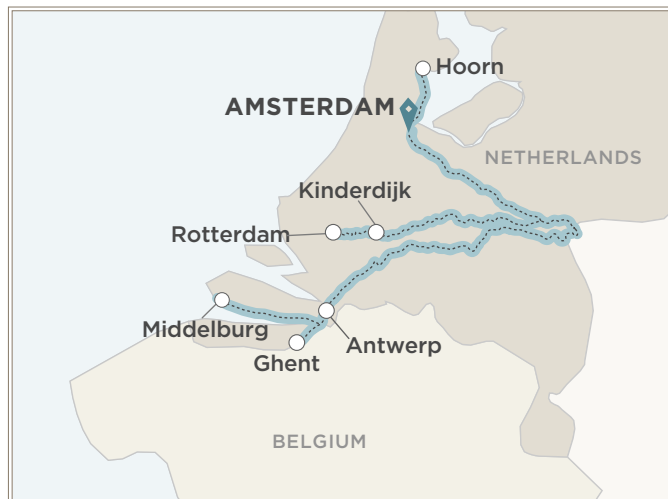 Hoorn
AMSTERDAM
NETHERLANDS
Kinderdijk
Rotterdam
Middelburg
Antwerp
Ghent
BELGIUM